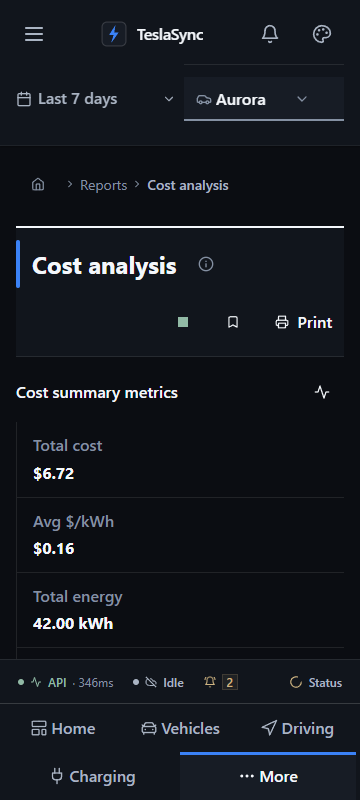 TeslaSync
Last 7 days
Aurora
Reports
Cost analysis
Cost analysis
Print
Cost summary metrics
Total cost
$6.72
Avg $/kWh
$0.16
Total energy
42.00 kWh
API · 346ms
Idle
2
Status
Home
Vehicles
Driving
Charging
More